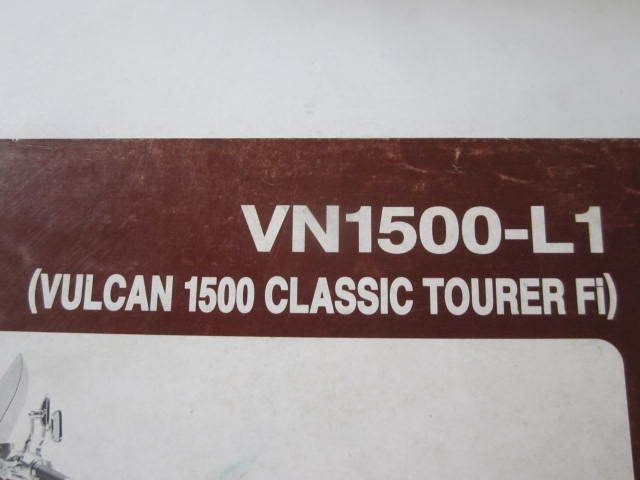 VN1500-L1
(VULCAN 1500 CLASSIC TOURER Fi)